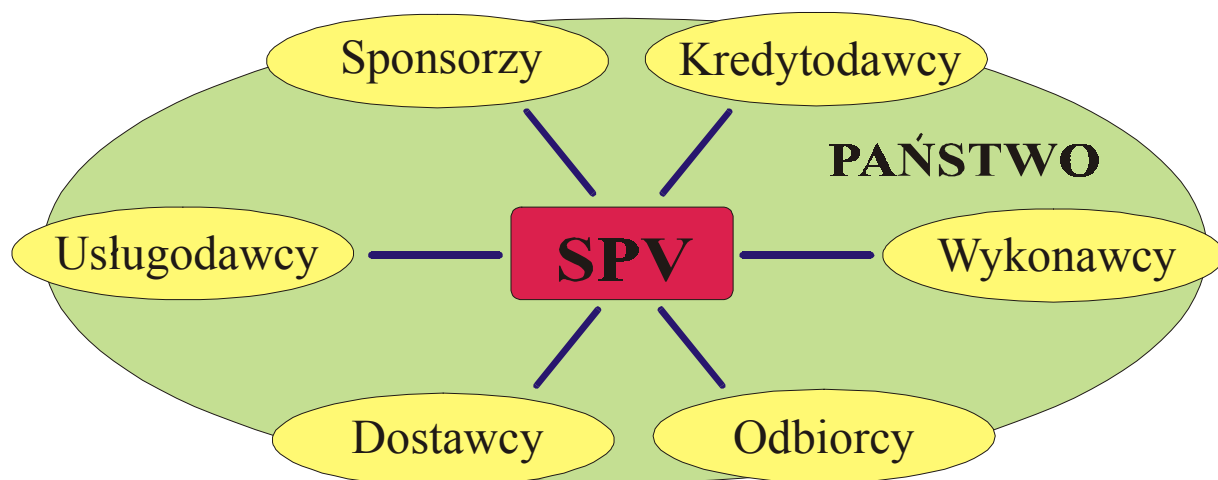 Sponsorzy
Kredytodawcy
PAŃSTWO
Usługodawcy
SPV
Wykonawcy
Dostawcy
Odbiorcy